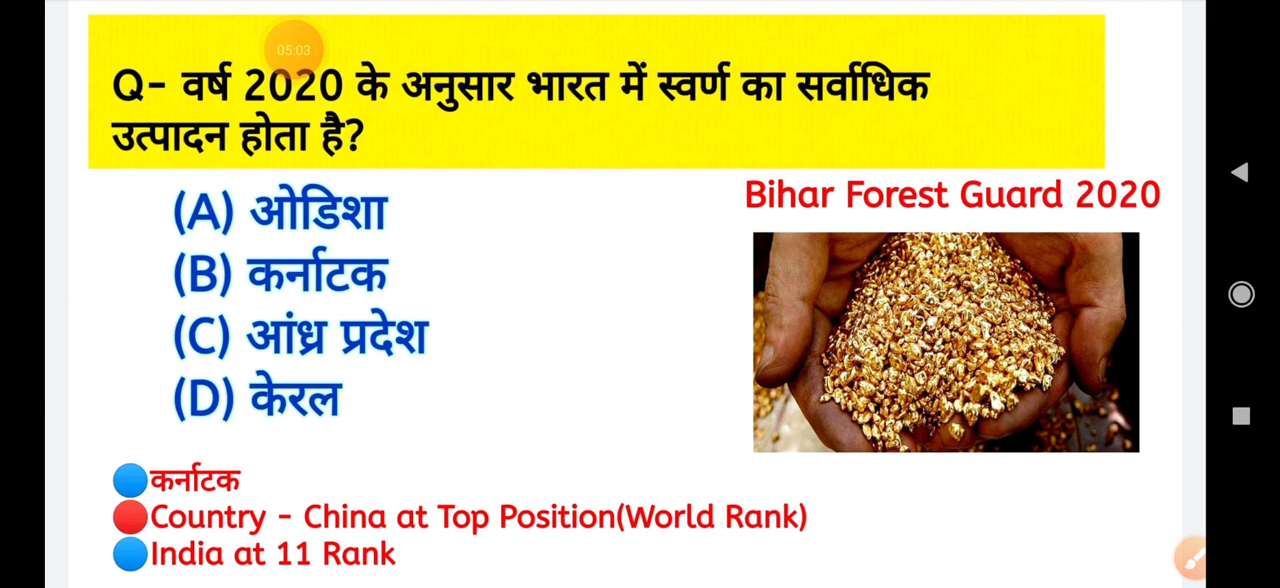 05:03
Q- वर्ष 2020 के अनुसार भारत में स्वर्ण का सर्वाधिक
उत्पादन होता है?
(A) ओडिशा
(B) कर्नाटक
(C) आंध्र प्रदेश
(D) केरल
Bihar Forest Guard 2020
कर्नाटक
Country - China at Top Position(World Rank)
India at 11 Rank